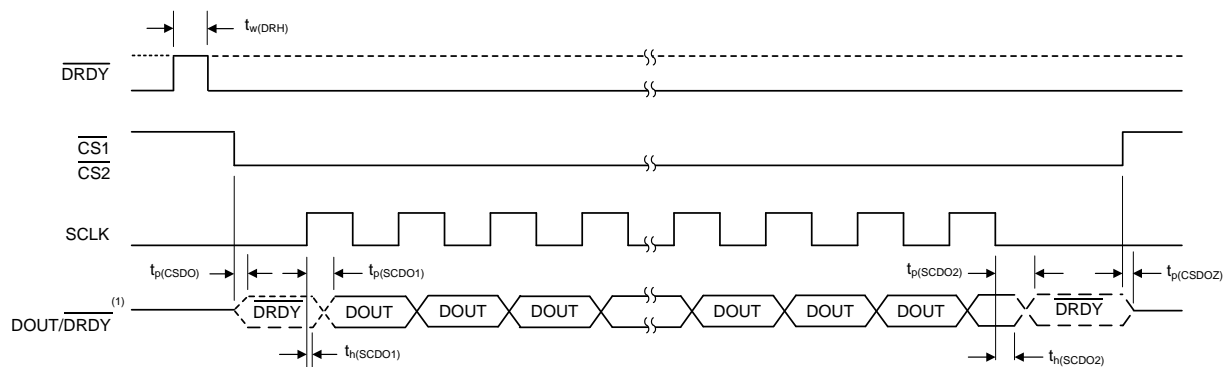 tw(DRH)
DRDY
CS1
CS2
SCLK
tp(CSDO)
tp(SCDO1)
tp(SCDO2)
tp(CSDOZ)
DOUT/DRDY(1)
DRDY DOUT DOUT DOUT DOUT DOUT DOUT DRDY
th(SCDO1)
th(SCDO2)